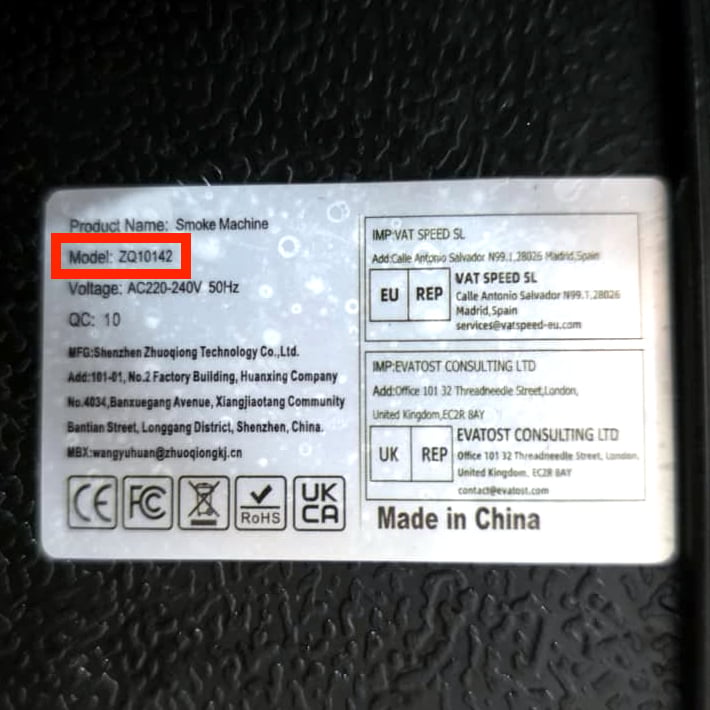 Product Name: Smoke Machine
Model: ZQ10142
Voltage: AC220-240V 50Hz
QC: 10
MFG:Shenzhen Zhuoqiong Technology Co.,Ltd.
Add:101-01, No.2 Factory Building, Huanxing Company
No.4034,Banxuegang Avenue, Xiangjiaotang Community
Bantian Street, Longgang District, Shenzhen, China.
MBX:wangyuhuan@zhuoqiongkj.cn
CE FC RoHS UK CA
IMP:VAT SPEED SL
Add:Calle Antonio Salvador N99.1,28026 Madrid,Spain
EU REP
VAT SPEED SL
Calle Antonio Salvador N99.1,28026
Madrid,Spain
services@vatspeed-eu.com
IMP:EVATOST CONSULTING LTD
Add:Office 101 32 Threadneedle Street,London,
United Kingdom,EC2R 8AY
UK REP
EVATOST CONSULTING LTD
Office 101 32 Threadneedle Street, London,
United Kingdom, EC2R 8AY
contact@evatost.com
Made in China